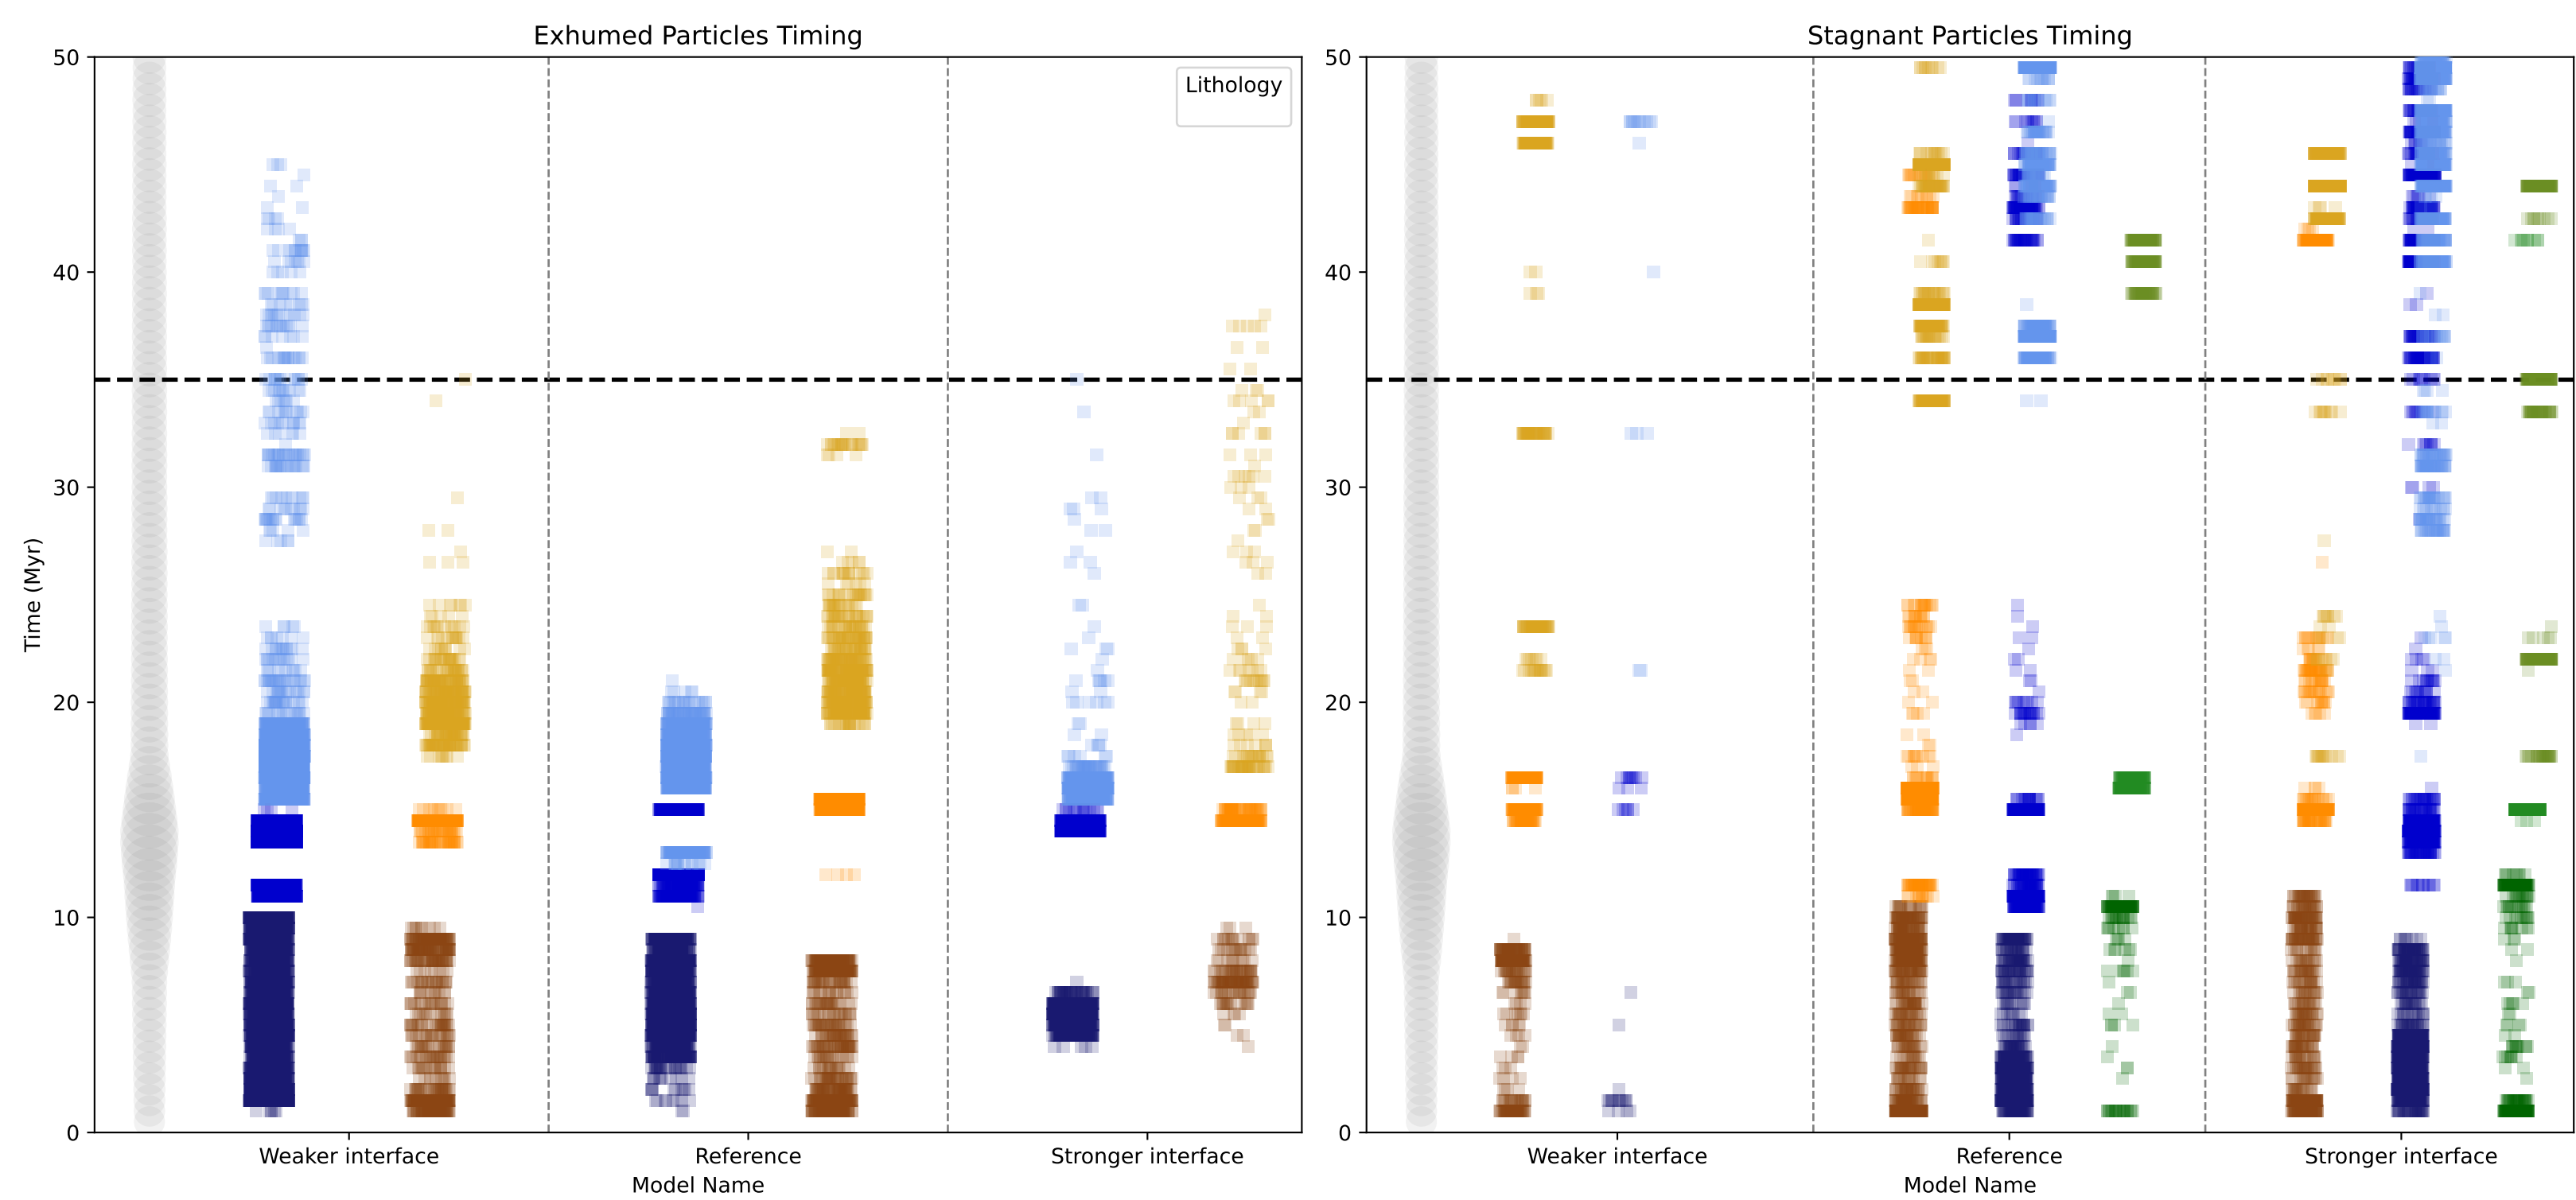 Exhumed Particles Timing
Lithology
Time (Myr)
50
40
30
20
10
0
Weaker interface
Reference
Stronger interface
Model Name
Stagnant Particles Timing
50
40
30
20
10
0
Weaker interface
Reference
Stronger interface
Model Name